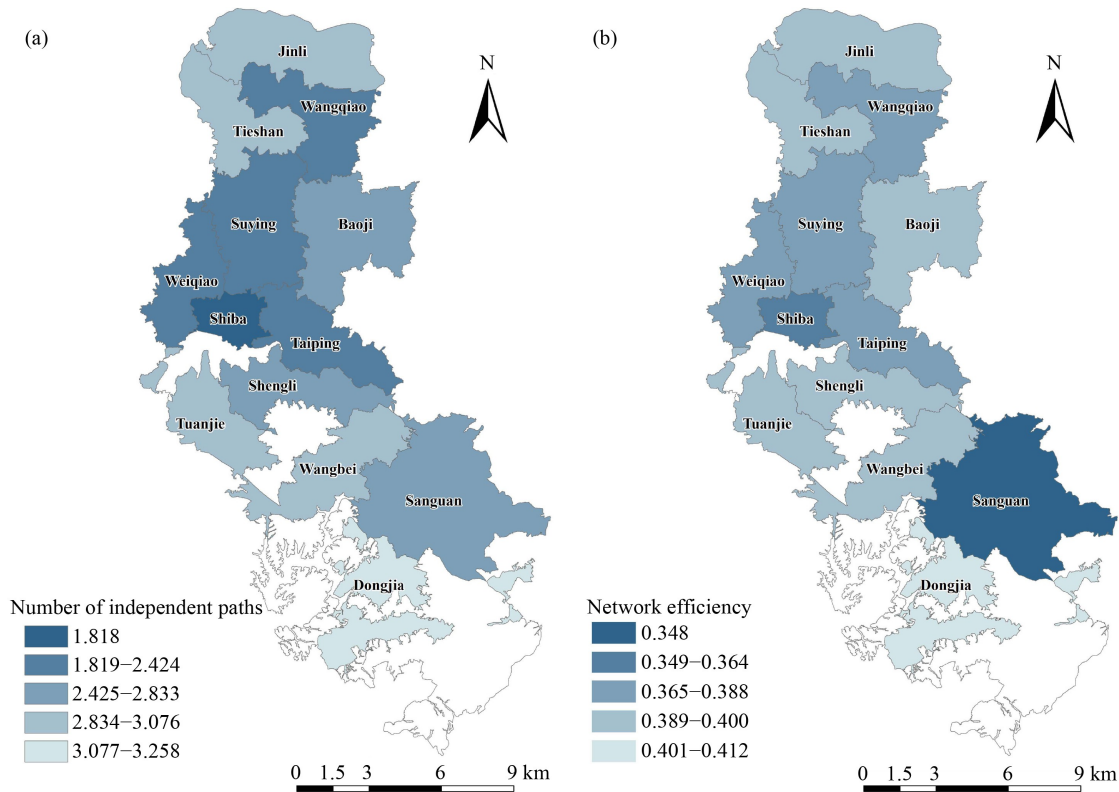 (a)
N
Jinli
Wangqiao
Tieshan
Suying
Baoji
Weiqiao
Shiba
Taiping
Shengli
Tuanjie
Wangbei
Sanguan
Dongjia
Number of independent paths
1.818
1.819−2.424
2.425−2.833
2.834−3.076
3.077−3.258
0 1.5 3 6 9 km
(b)
N
Jinli
Wangqiao
Tieshan
Suying
Baoji
Weiqiao
Shiba
Taiping
Shengli
Tuanjie
Wangbei
Sanguan
Dongjia
Network efficiency
0.348
0.349−0.364
0.365−0.388
0.389−0.400
0.401−0.412
0 1.5 3 6 9 km